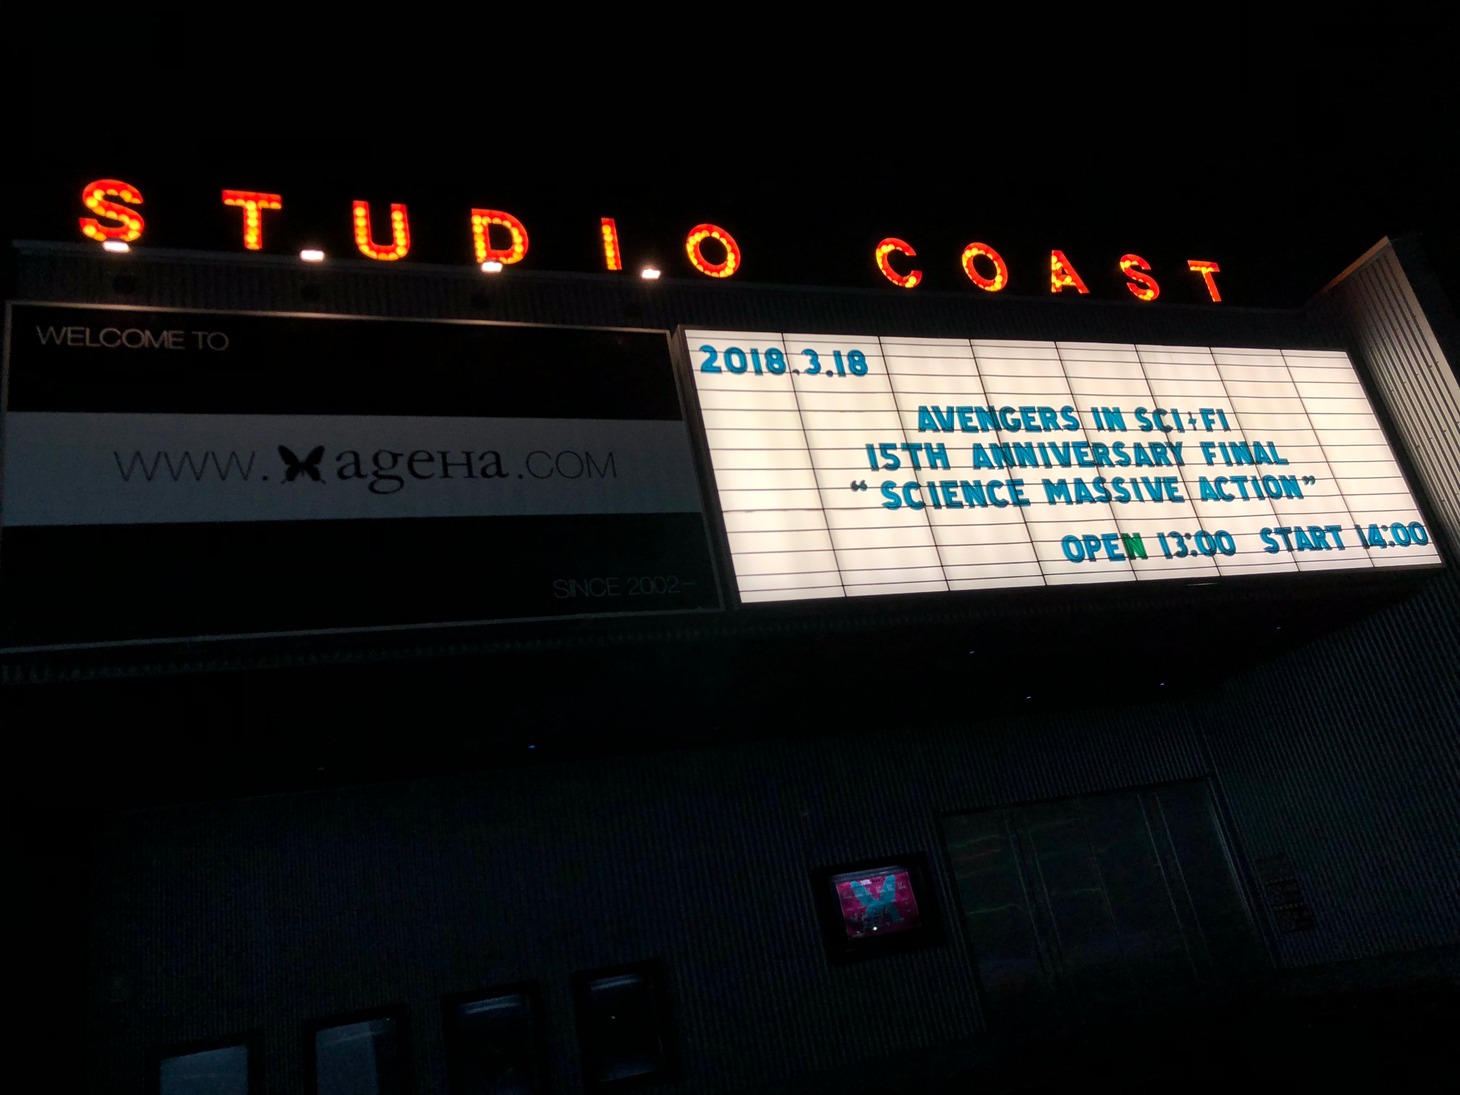 STUDIO COAST
WELCOME TO
WWW.ageHa.COM
SINCE 2002-
2018.3.18
AVENGERS IN SCI-FI
15TH ANNIVERSARY FINAL
“SCIENCE MASSIVE ACTION”
OPEN 13:00 START 14:00